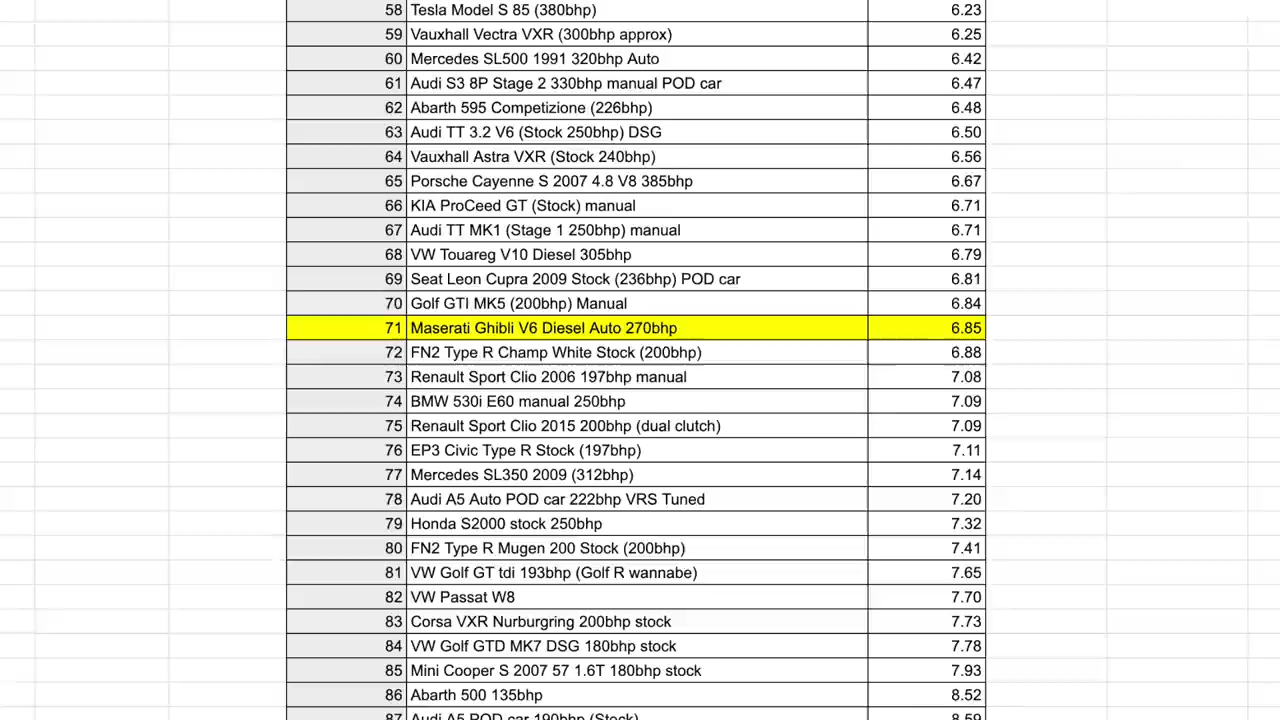 58 Tesla Model S 85 (380bhp) 6.23
59 Vauxhall Vectra VXR (300bhp approx) 6.25
60 Mercedes SL500 1991 320bhp Auto 6.42
61 Audi S3 8P Stage 2 330bhp manual POD car 6.47
62 Abarth 595 Competizione (226bhp) 6.48
63 Audi TT 3.2 V6 (Stock 250bhp) DSG 6.50
64 Vauxhall Astra VXR (Stock 240bhp) 6.56
65 Porsche Cayenne S 2007 4.8 V8 385bhp 6.67
66 KIA ProCeed GT (Stock) manual 6.71
67 Audi TT MK1 (Stage 1 250bhp) manual 6.71
68 VW Touareg V10 Diesel 305bhp 6.79
69 Seat Leon Cupra 2009 Stock (236bhp) POD car 6.81
70 Golf GTI MK5 (200bhp) Manual 6.84
71 Maserati Ghibli V6 Diesel Auto 270bhp 6.85
72 FN2 Type R Champ White Stock (200bhp) 6.88
73 Renault Sport Clio 2006 197bhp manual 7.08
74 BMW 530i E60 manual 250bhp 7.09
75 Renault Sport Clio 2015 200bhp (dual clutch) 7.09
76 EP3 Civic Type R Stock (197bhp) 7.11
77 Mercedes SL350 2009 (312bhp) 7.14
78 Audi A5 Auto POD car 222bhp VRS Tuned 7.20
79 Honda S2000 stock 250bhp 7.32
80 FN2 Type R Mugen 200 Stock (200bhp) 7.41
81 VW Golf GT tdi 193bhp (Golf R wannabe) 7.65
82 VW Passat W8 7.70
83 Corsa VXR Nurburgring 200bhp stock 7.73
84 VW Golf GTD MK7 DSG 180bhp stock 7.78
85 Mini Cooper S 2007 57 1.6T 180bhp stock 7.93
86 Abarth 500 135bhp 8.52
87 Audi A5 POD car 190bhp (Stock) 8.59